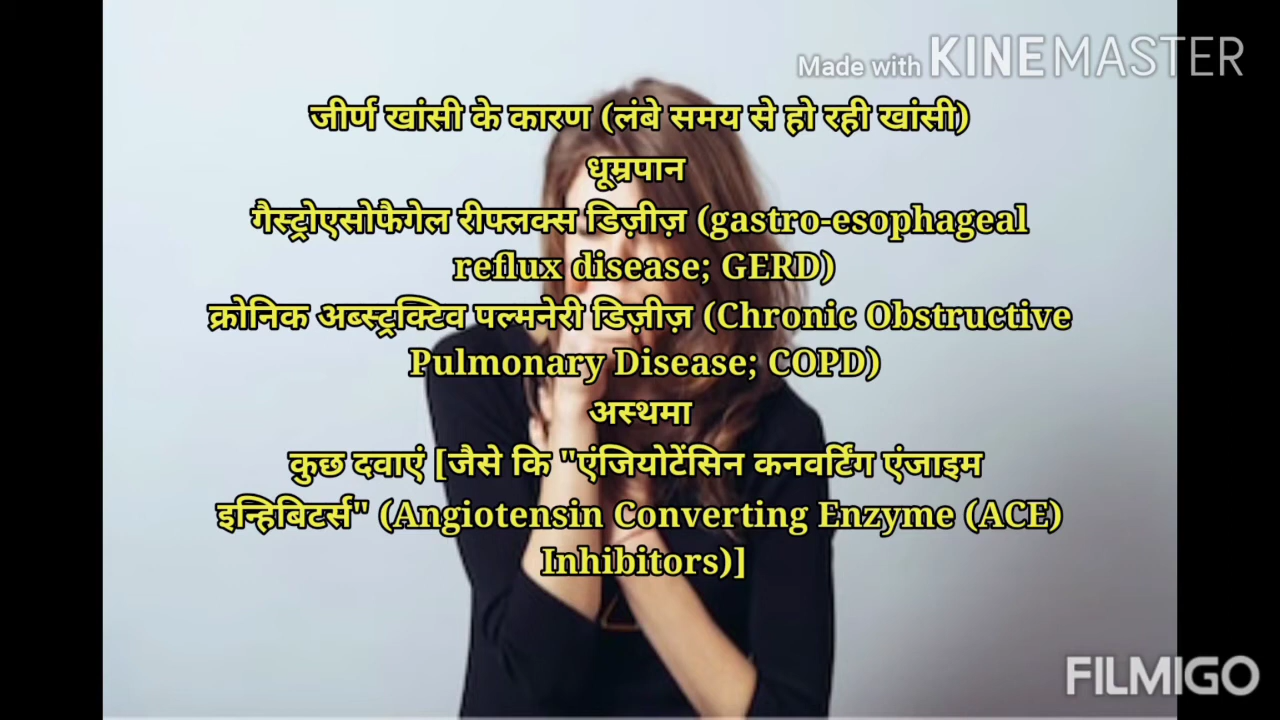 Made with KINEMASTER
जीर्ण खांसी के कारण (लंबे समय से हो रही खांसी)
धूम्रपान
गैस्ट्रोएसोफैगेल रीफ्लक्स डिज़ीज़ (gastro-esophageal
reflux disease; GERD)
क्रोनिक अब्स्ट्रक्टिव पल्मनेरी डिज़ीज़ (Chronic Obstructive
Pulmonary Disease; COPD)
अस्थमा
कुछ दवाएं [जैसे कि "एंजियोटेंसिन कनवर्टिंग एंजाइम
इन्हिबिटर्स" (Angiotensin Converting Enzyme (ACE)
Inhibitors)]
FILMIGO